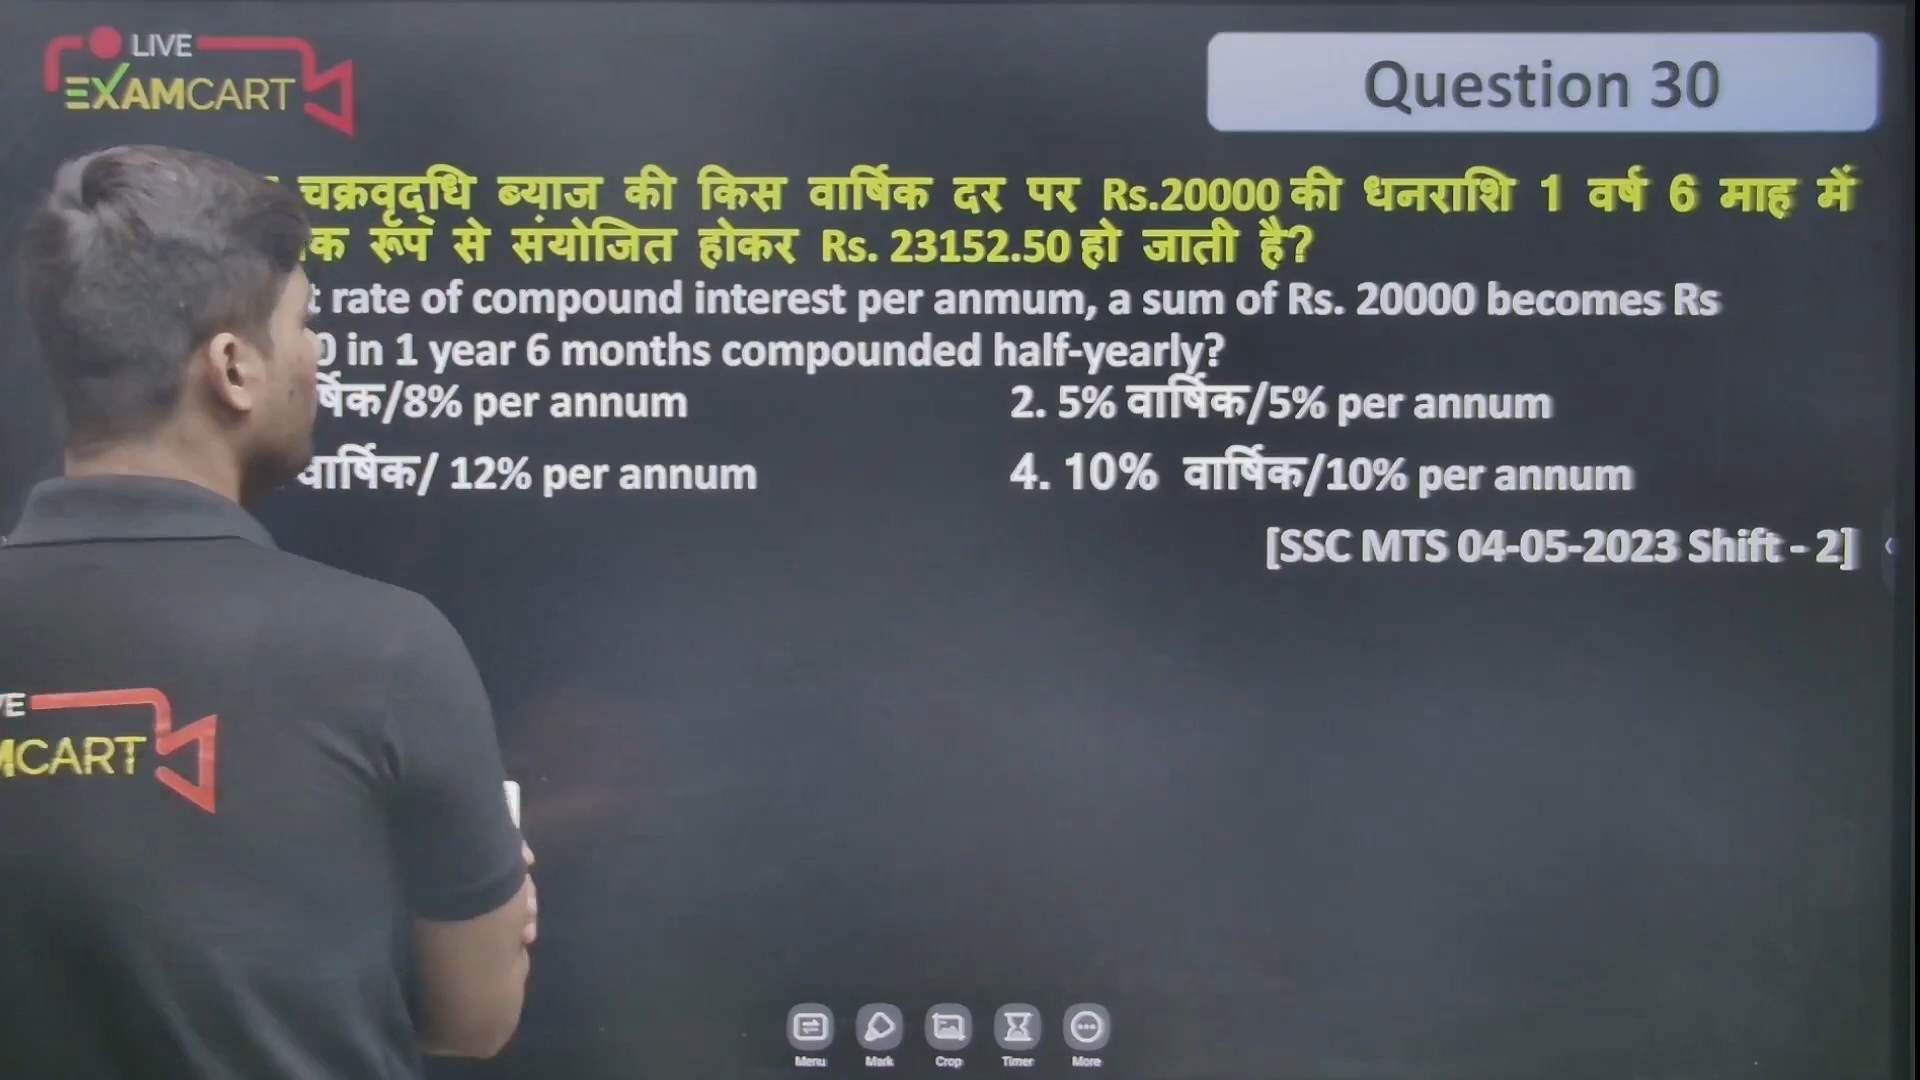 LIVE
EXAMCART
Question 30
चक्रवृद्धि ब्याज की किस वार्षिक दर पर Rs.20000 की धनराशि 1 वर्ष 6 माह में
रूप से संयोजित होकर Rs. 23152.50 हो जाती है?
rate of compound interest per anmum, a sum of Rs. 20000 becomes Rs
in 1 year 6 months compounded half-yearly?
/8% per annum
2. 5% वार्षिक/5% per annum
वार्षिक/ 12% per annum
4. 10% वार्षिक/10% per annum
[SSC MTS 04-05-2023 Shift - 2]
MCART
Menu Mark Crop Timer More